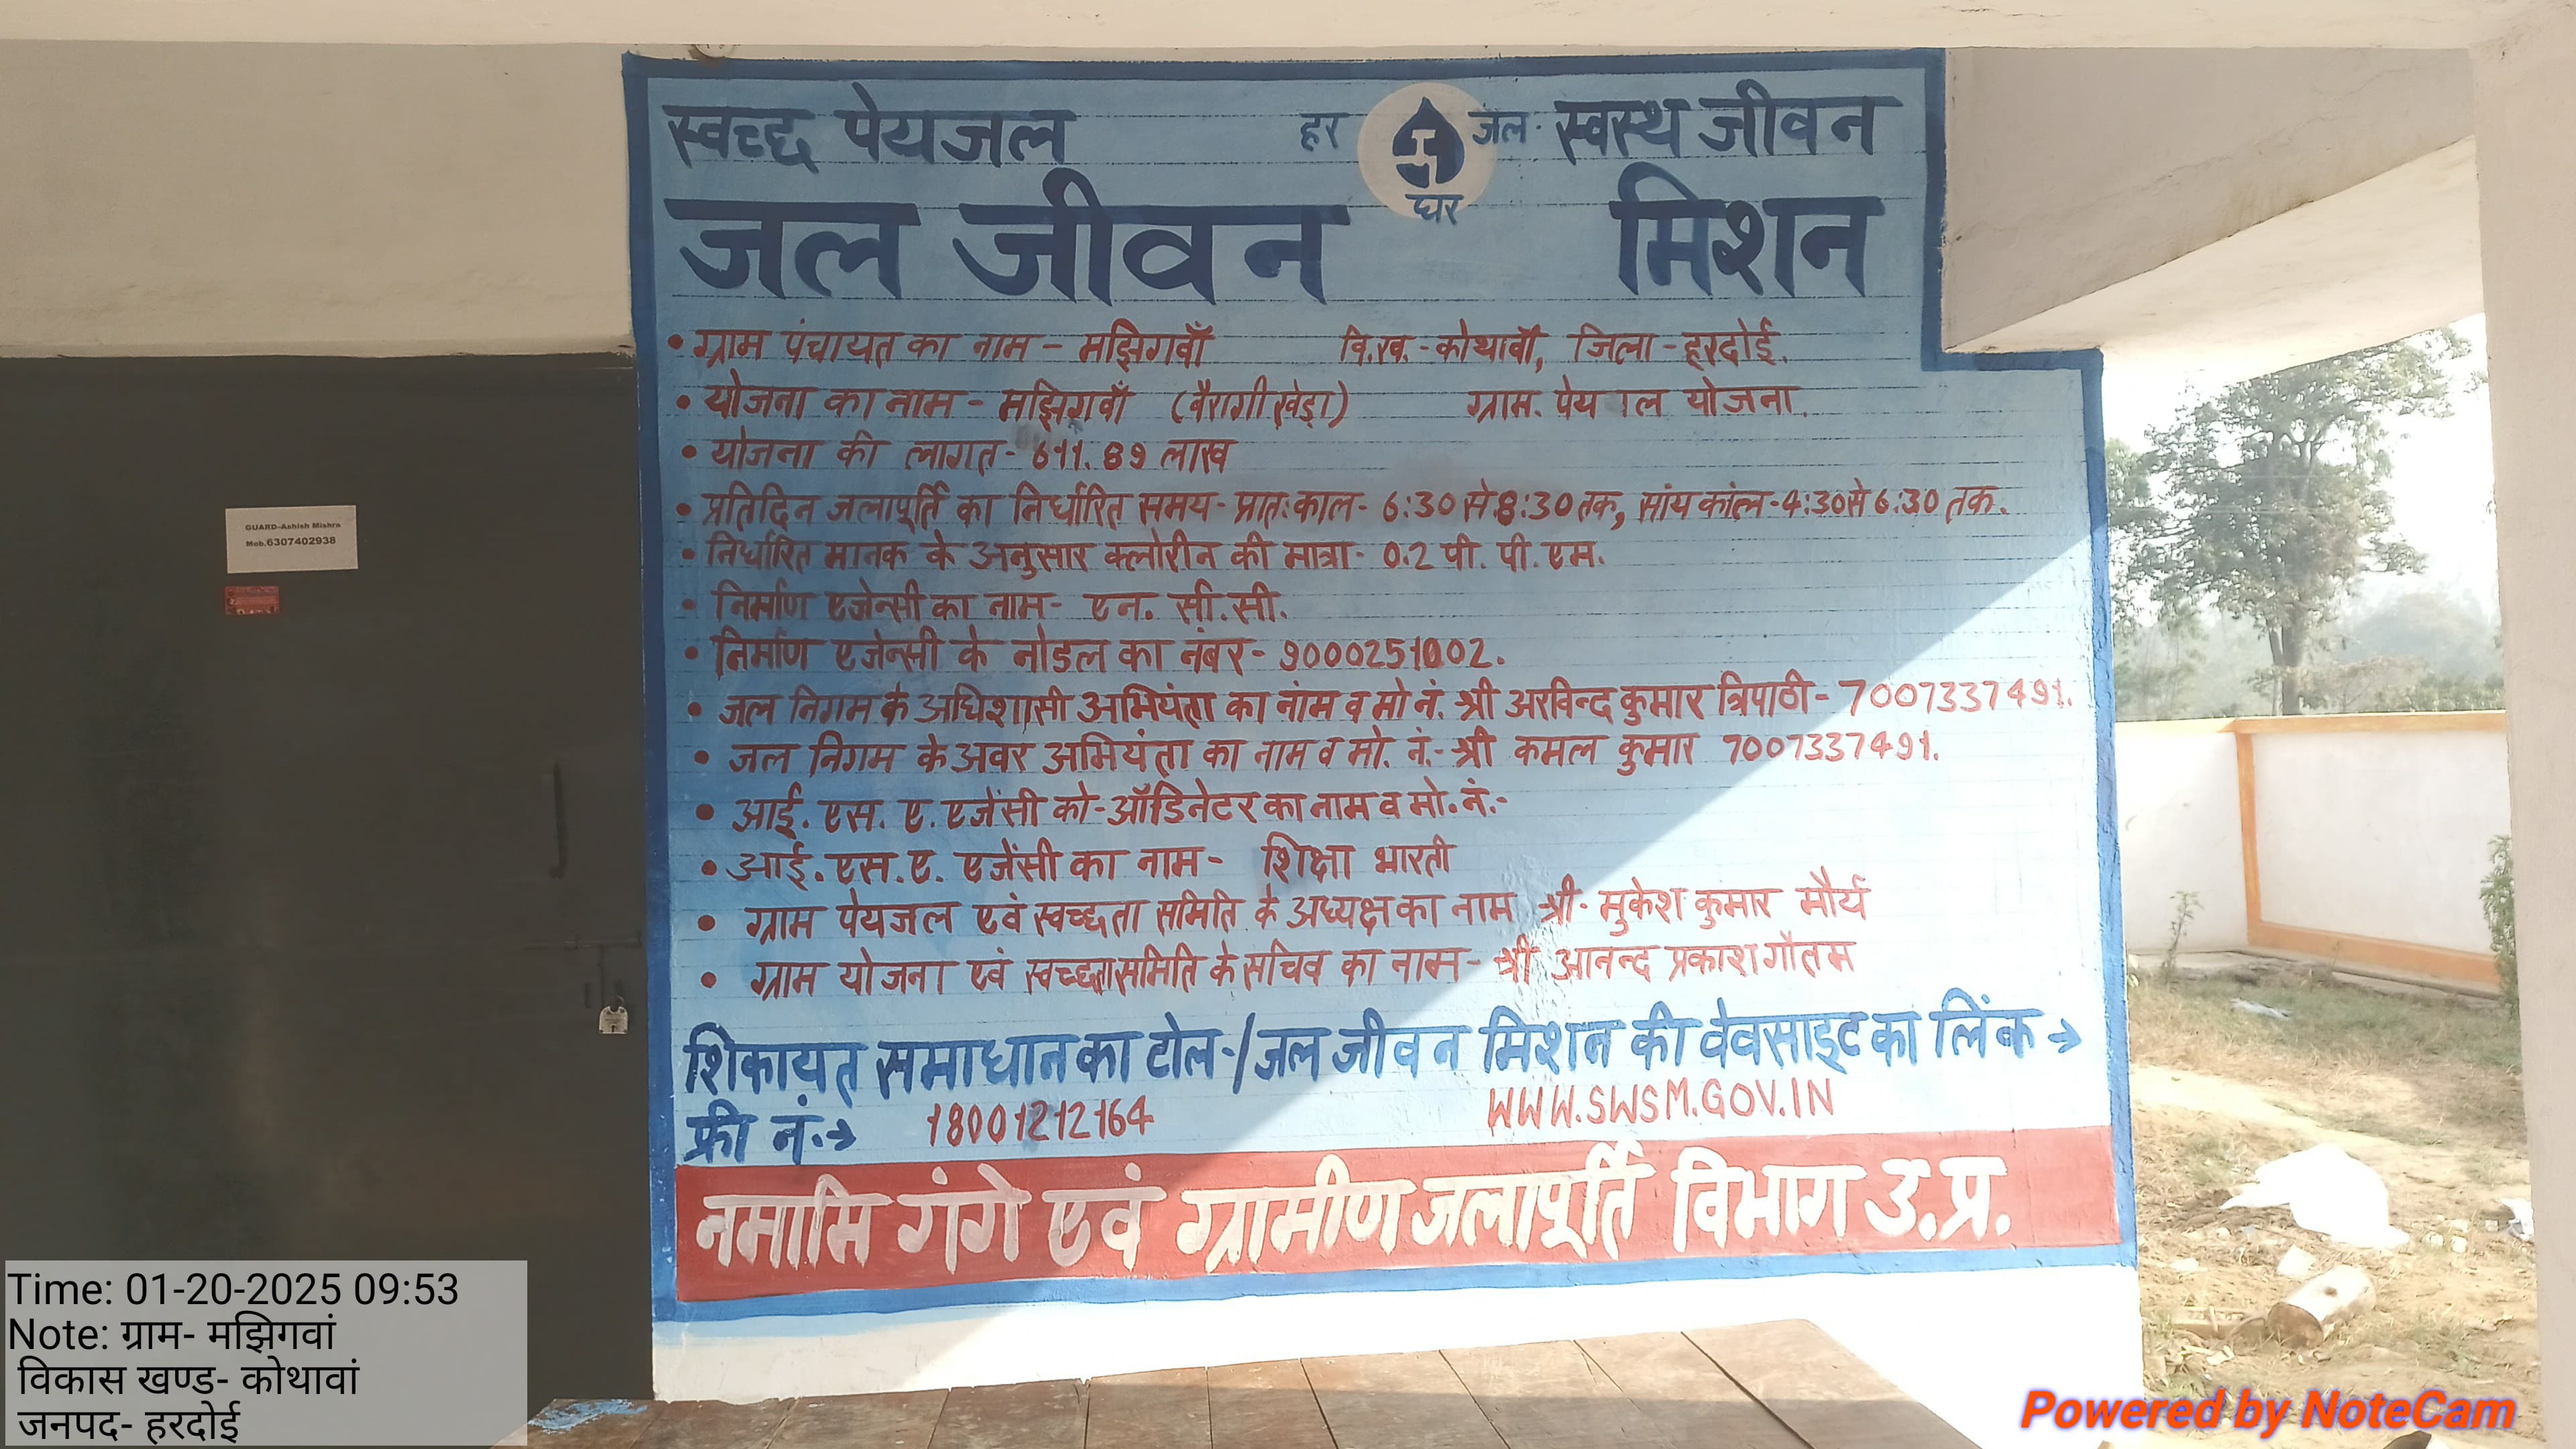 स्वच्छ पेयजल हर घर जल स्वस्थ जीवन
जल जीवन मिशन
• ग्राम पंचायत का नाम - मझिगवाँ वि.ख.-कोथावाँ, जिला-हरदोई.
• योजना का नाम - मझिगवाँ (वैरागीखेड़ा) ग्राम. पेय ाल योजना.
• योजना की लागत- 611.89 लाख
• प्रतिदिन जलापूर्ति का निर्धारित समय- प्रातःकाल- 6:30 से 8:30 तक, सांय कांल-4:30 से 6:30 तक.
• निर्धारित मानक के अनुसार क्लोरीन की मात्रा- 0.2 पी. पी. एम.
• निर्माण एजेन्सी का नाम- एन. सी.सी.
• निर्माण एजेन्सी के नोडल का नंबर- 9000251002.
• जल निगम के अधिशासी अभियंता का नांम व मो नं. श्री अरविन्द कुमार त्रिपाठी- 7007337491.
• जल निगम के अवर अभियंता का नाम व मो. नं.- श्री कमल कुमार 7007337491.
• आई. एस. ए. एजेंसी को-ऑडिनेटर का नाम व मो. नं.-
• आई. एस. ए. एजेंसी का नाम- शिक्षा भारती
• ग्राम पेयजल एवं स्वच्छता समिति के अध्यक्ष का नाम श्री- मुकेश कुमार मौर्य
• ग्राम योजना एवं स्वच्छता समिति के सचिव का नाम- श्री आनन्द प्रकाश गौतम
शिकायत समाधान का टोल-/जल जीवन मिशन की वेवसाइट का लिंक →
फ्री नं.→ 18001212164 WWW.SWSM.GOV.IN
नमामि गंगे एवं ग्रामीण जलापूर्ति विभाग उ.प्र.
GUARD-Ashish Mishra
Mob.6307402938
Time: 01-20-2025 09:53
Note: ग्राम- मझिगवां
विकास खण्ड- कोथावां
जनपद- हरदोई
Powered by NoteCam